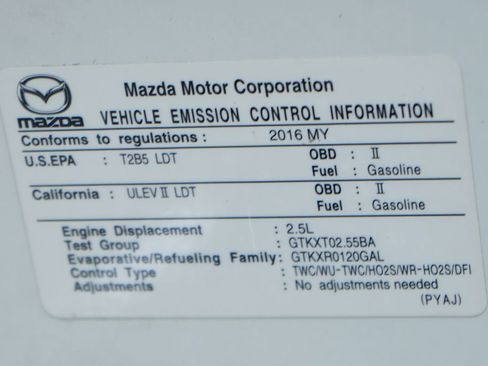 Mazda Motor Corporation
mazda VEHICLE EMISSION CONTROL INFORMATION
Conforms to regulations : 2016 MY
U.S.EPA : T2B5 LDT OBD : II
Fuel : Gasoline
California : ULEV II LDT OBD : II
Fuel : Gasoline
Engine Displacement : 2.5L
Test Group : GTKXT02.55BA
Evaporative/Refueling Family: GTKXR0120GAL
Control Type : TWC/WU-TWC/HO2S/WR-HO2S/DFI
Adjustments : No adjustments needed
(PYAJ)